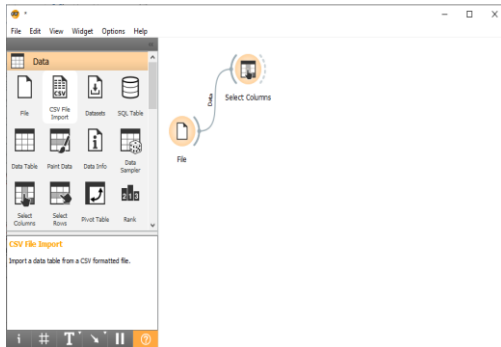 *
File Edit View Widget Options Help
Data
File
CSV File
Import
Datasets
SQL Table
CSV
Data Table
Paint Data
Data Info
Data
Sampler
Select
Columns
Select
Rows
Pivot Table
Rank
CSV File Import
Import a data table from a CSV formatted file.
Data
Select Columns
File